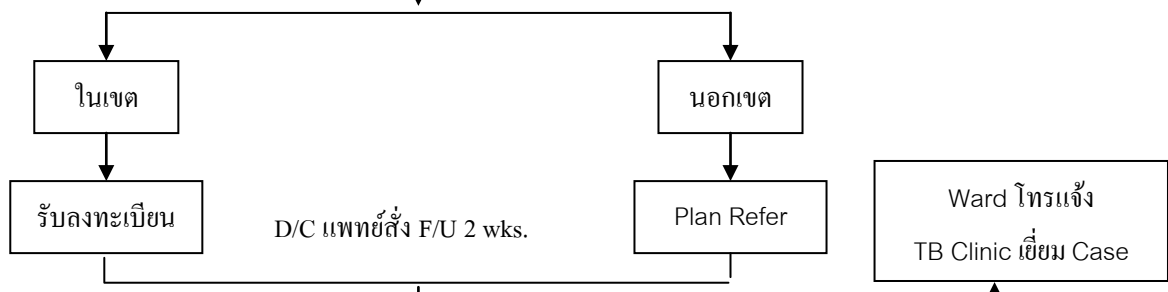 ในเขต
นอกเขต
รับลงทะเบียน
D/C แพทย์สั่ง F/U 2 wks.
Plan Refer
Ward โทรแจ้ง
TB Clinic เยี่ยม Case